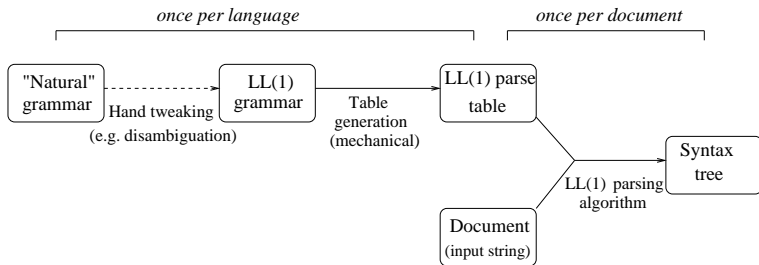 once per language
once per document
"Natural"
grammar
Hand tweaking
(e.g. disambiguation)
LL(1)
grammar
Table
generation
(mechanical)
LL(1) parse
table
Document
(input string)
LL(1) parsing
algorithm
Syntax
tree